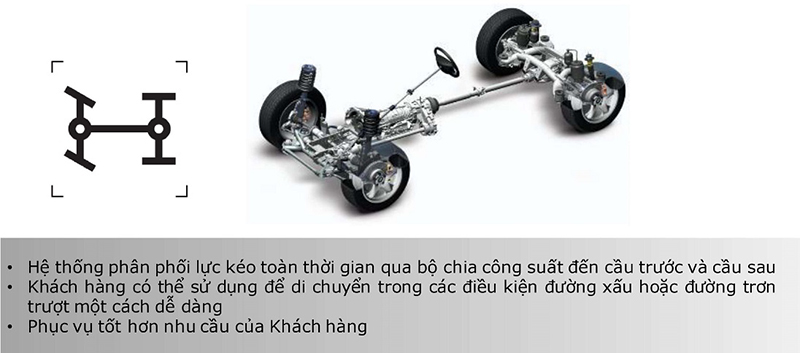 • Hệ thống phân phối lực kéo toàn thời gian qua bộ chia công suất đến cầu trước và cầu sau
• Khách hàng có thể sử dụng để di chuyển trong các điều kiện đường xấu hoặc đường trơn
trượt một cách dễ dàng
• Phục vụ tốt hơn nhu cầu của Khách hàng